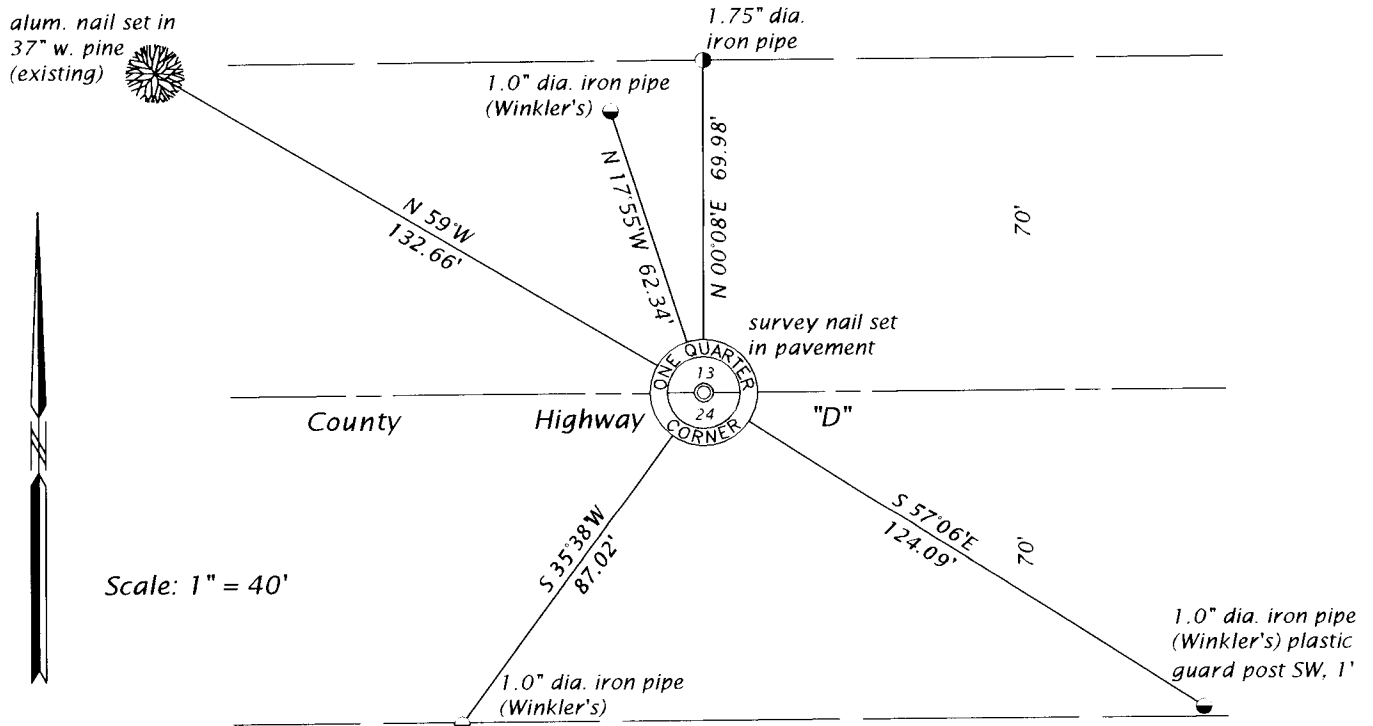 alum. nail set in
37" w. pine
(existing)
1.75" dia.
iron pipe
1.0" dia. iron pipe
(Winkler's)
N 59°W
132.66'
N 17°55'W 62.34'
N 00°08'E 69.98'
70'
survey nail set
in pavement
ONE QUARTER
13
24
CORNER
County Highway "D"
N
S 35°38'W
87.02'
S 57°06'E
124.09'
70'
Scale: 1" = 40'
1.0" dia. iron pipe
(Winkler's)
1.0" dia. iron pipe
(Winkler's) plastic
guard post SW, 1'